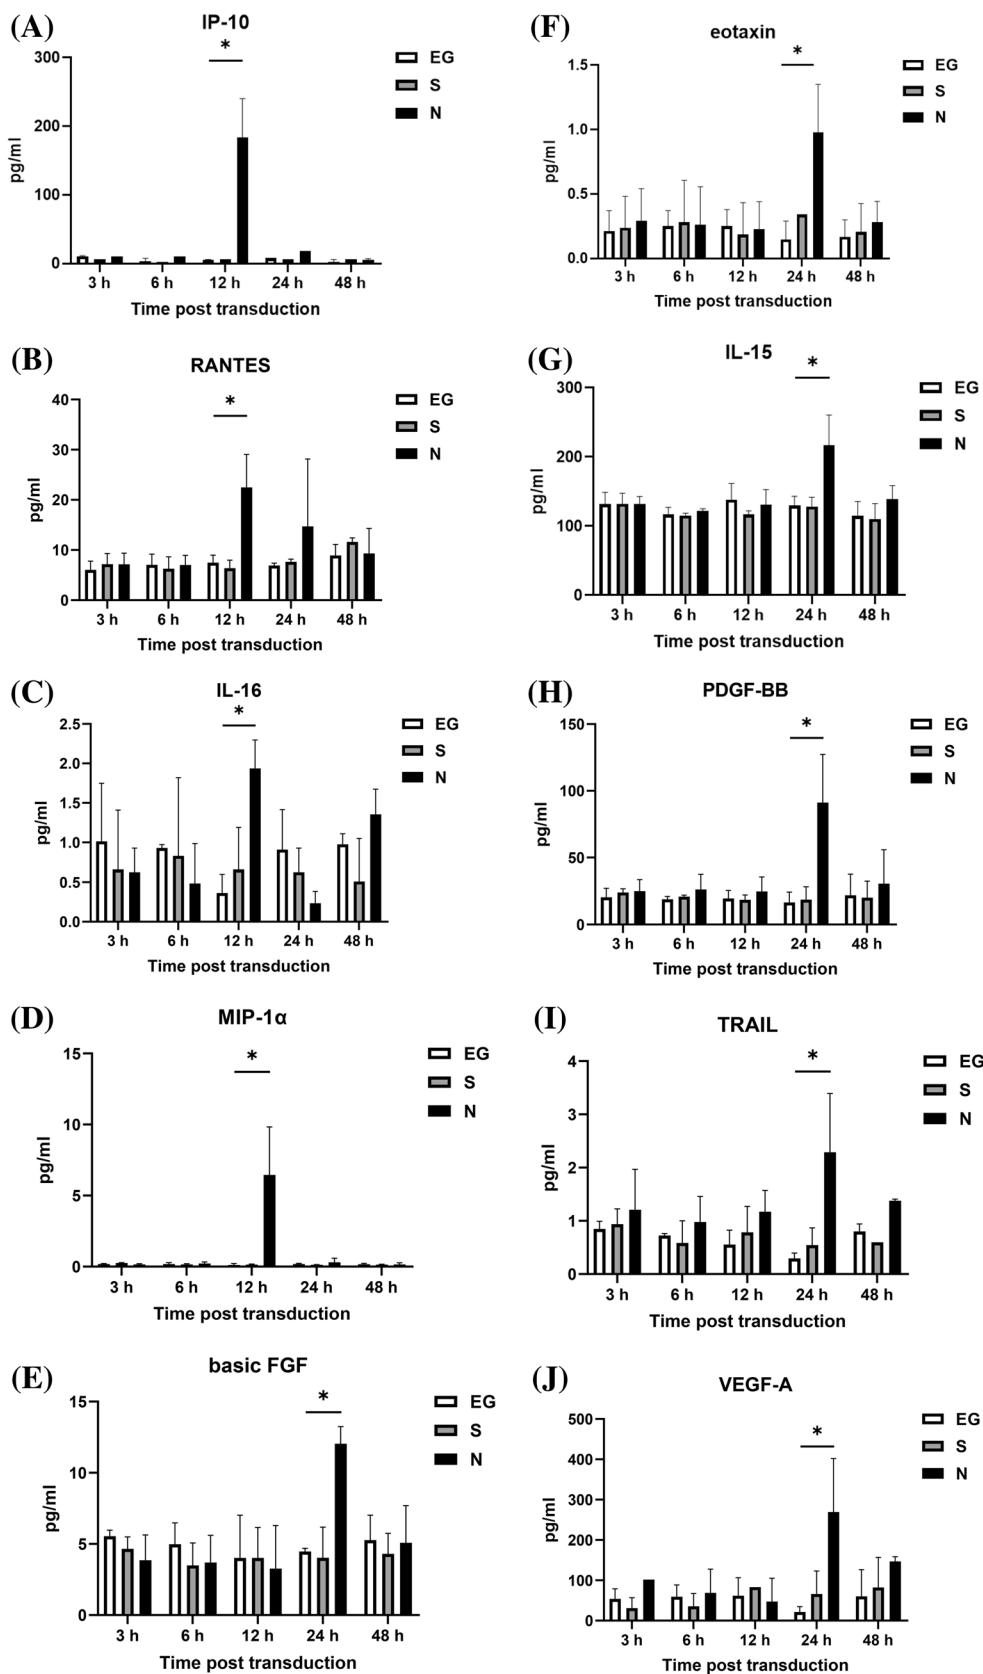 (A)
IP-10
*
300
200
100
0
pg/ml
3 h 6 h 12 h 24 h 48 h
Time post transduction
EG
S
N
(B)
RANTES
*
40
30
20
10
0
pg/ml
3 h 6 h 12 h 24 h 48 h
Time post transduction
EG
S
N
(C)
IL-16
*
2.5
2.0
1.5
1.0
0.5
0.0
pg/ml
3 h 6 h 12 h 24 h 48 h
Time post transduction
EG
S
N
(D)
MIP-1α
*
15
10
5
0
pg/ml
3 h 6 h 12 h 24 h 48 h
Time post transduction
EG
S
N
(E)
basic FGF
*
15
10
5
0
pg/ml
3 h 6 h 12 h 24 h 48 h
Time post transduction
EG
S
N
(F)
eotaxin
*
1.5
1.0
0.5
0.0
pg/ml
3 h 6 h 12 h 24 h 48 h
Time post transduction
EG
S
N
(G)
IL-15
*
300
200
100
0
pg/ml
3 h 6 h 12 h 24 h 48 h
Time post transduction
EG
S
N
(H)
PDGF-BB
*
150
100
50
0
pg/ml
3 h 6 h 12 h 24 h 48 h
Time post transduction
EG
S
N
(I)
TRAIL
*
4
3
2
1
0
pg/ml
3 h 6 h 12 h 24 h 48 h
Time post transduction
EG
S
N
(J)
VEGF-A
*
500
400
300
200
100
0
pg/ml
3 h 6 h 12 h 24 h 48 h
Time post transduction
EG
S
N